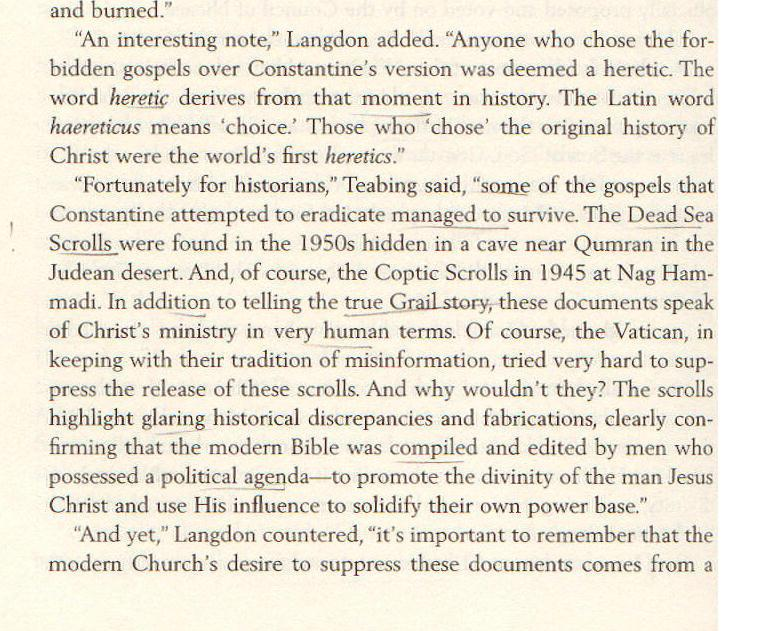 and burned.”
“An interesting note,” Langdon added. “Anyone who chose the for-
bidden gospels over Constantine’s version was deemed a heretic. The
word heretic derives from that moment in history. The Latin word
haereticus means ‘choice.’ Those who ‘chose’ the original history of
Christ were the world’s first heretics.”
“Fortunately for historians,” Teabing said, “some of the gospels that
Constantine attempted to eradicate managed to survive. The Dead Sea
Scrolls were found in the 1950s hidden in a cave near Qumran in the
Judean desert. And, of course, the Coptic Scrolls in 1945 at Nag Ham-
madi. In addition to telling the true Grail story, these documents speak
of Christ’s ministry in very human terms. Of course, the Vatican, in
keeping with their tradition of misinformation, tried very hard to sup-
press the release of these scrolls. And why wouldn’t they? The scrolls
highlight glaring historical discrepancies and fabrications, clearly con-
firming that the modern Bible was compiled and edited by men who
possessed a political agenda—to promote the divinity of the man Jesus
Christ and use His influence to solidify their own power base.”
“And yet,” Langdon countered, “it’s important to remember that the
modern Church’s desire to suppress these documents comes from a